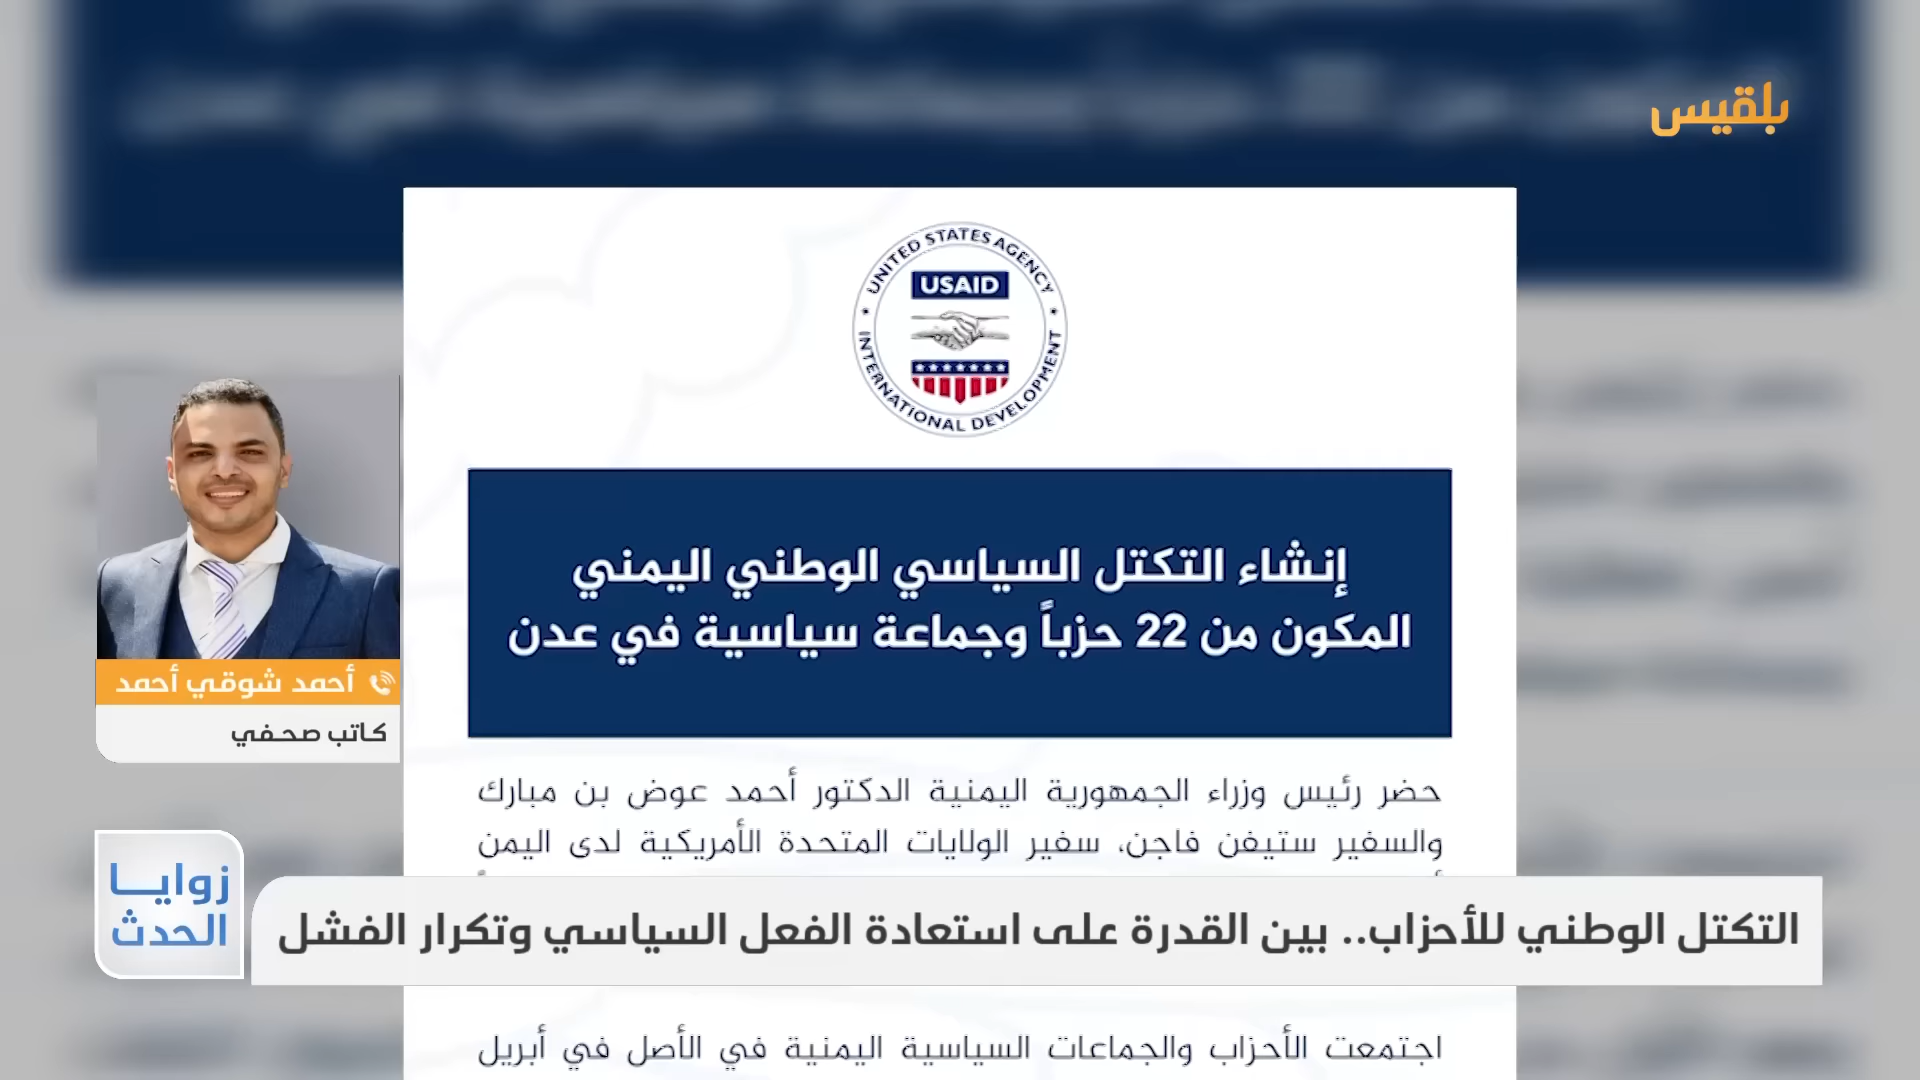 بلقيس
UNITED STATES AGENCY
USAID
INTERNATIONAL DEVELOPMENT
إنشاء التكتل السياسي الوطني اليمني
المكون من 22 حزباً وجماعة سياسية في عدن
أحمد شوقي أحمد
كاتب صحفي
حضر رئيس وزراء الجمهورية اليمنية الدكتور أحمد عوض بن مبارك
والسفير ستيفن فاجن، سفير الولايات المتحدة الأمريكية لدى اليمن
زوايا
الحدث
التكتل الوطني للأحزاب.. بين القدرة على استعادة الفعل السياسي وتكرار الفشل
اجتمعت الأحزاب والجماعات السياسية اليمنية في الأصل في أبريل